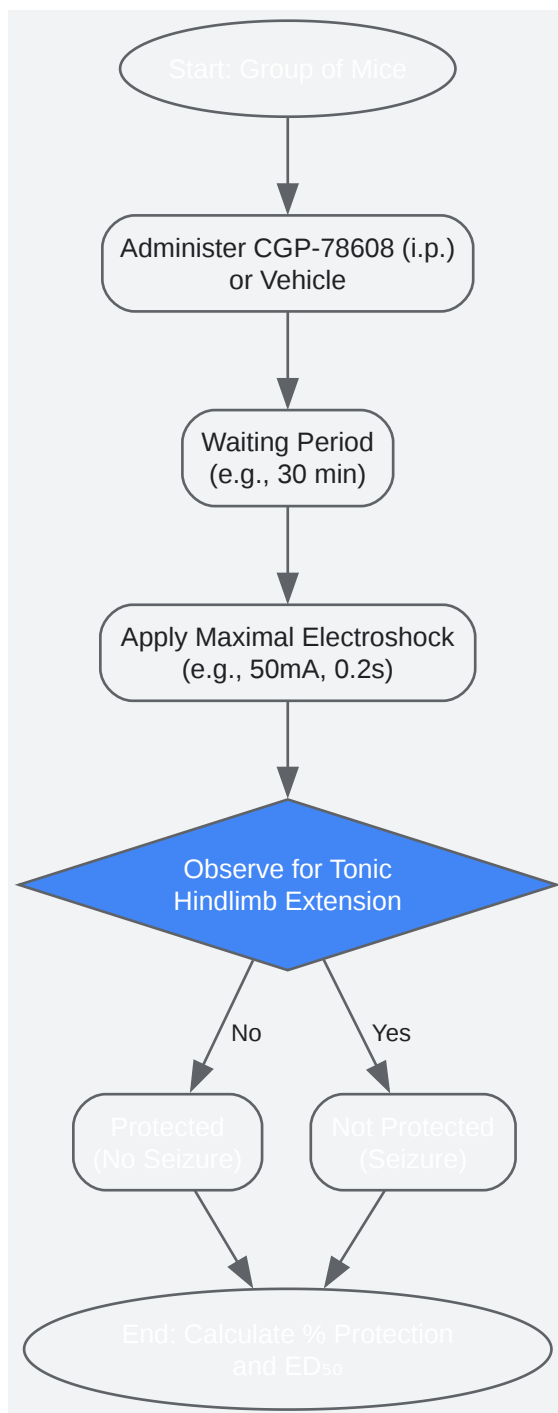 Start: Group of Mice
Administer CGP-78608 (i.p.)
or Vehicle
Waiting Period
(e.g., 30 min)
Apply Maximal Electroshock
(e.g., 50mA, 0.2s)
Observe for Tonic
Hindlimb Extension
No
Yes
Protected
(No Seizure)
Not Protected
(Seizure)
End: Calculate % Protection
and ED₅₀